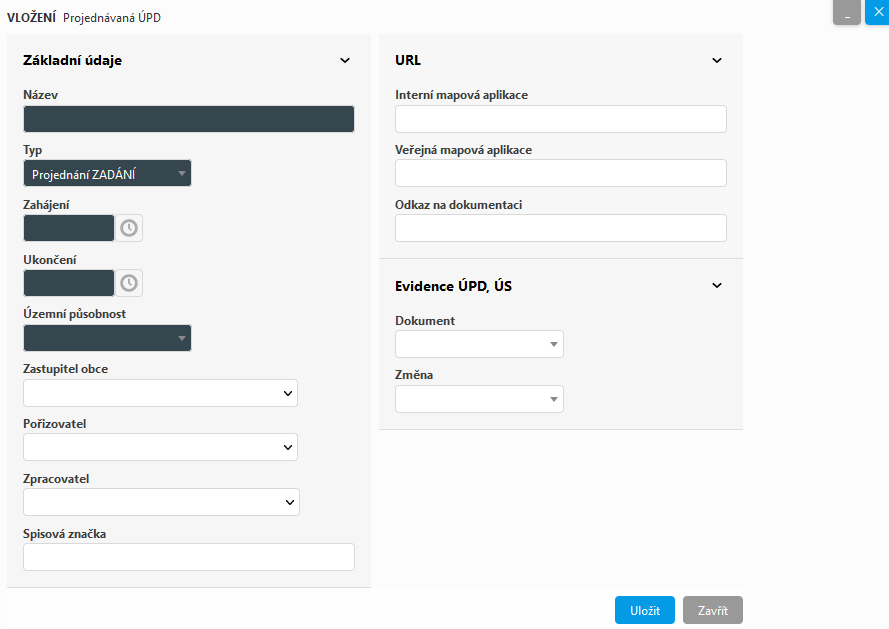 VLOŽENÍ Projednávaná ÚPD
Základní údaje
Název
Typ
Projednání ZADÁNÍ
Zahájení
Ukončení
Územní působnost
Zastupitel obce
Pořizovatel
Zpracovatel
Spisová značka
URL
Interní mapová aplikace
Veřejná mapová aplikace
Odkaz na dokumentaci
Evidence ÚPD, ÚS
Dokument
Změna
Uložit
Zavřít